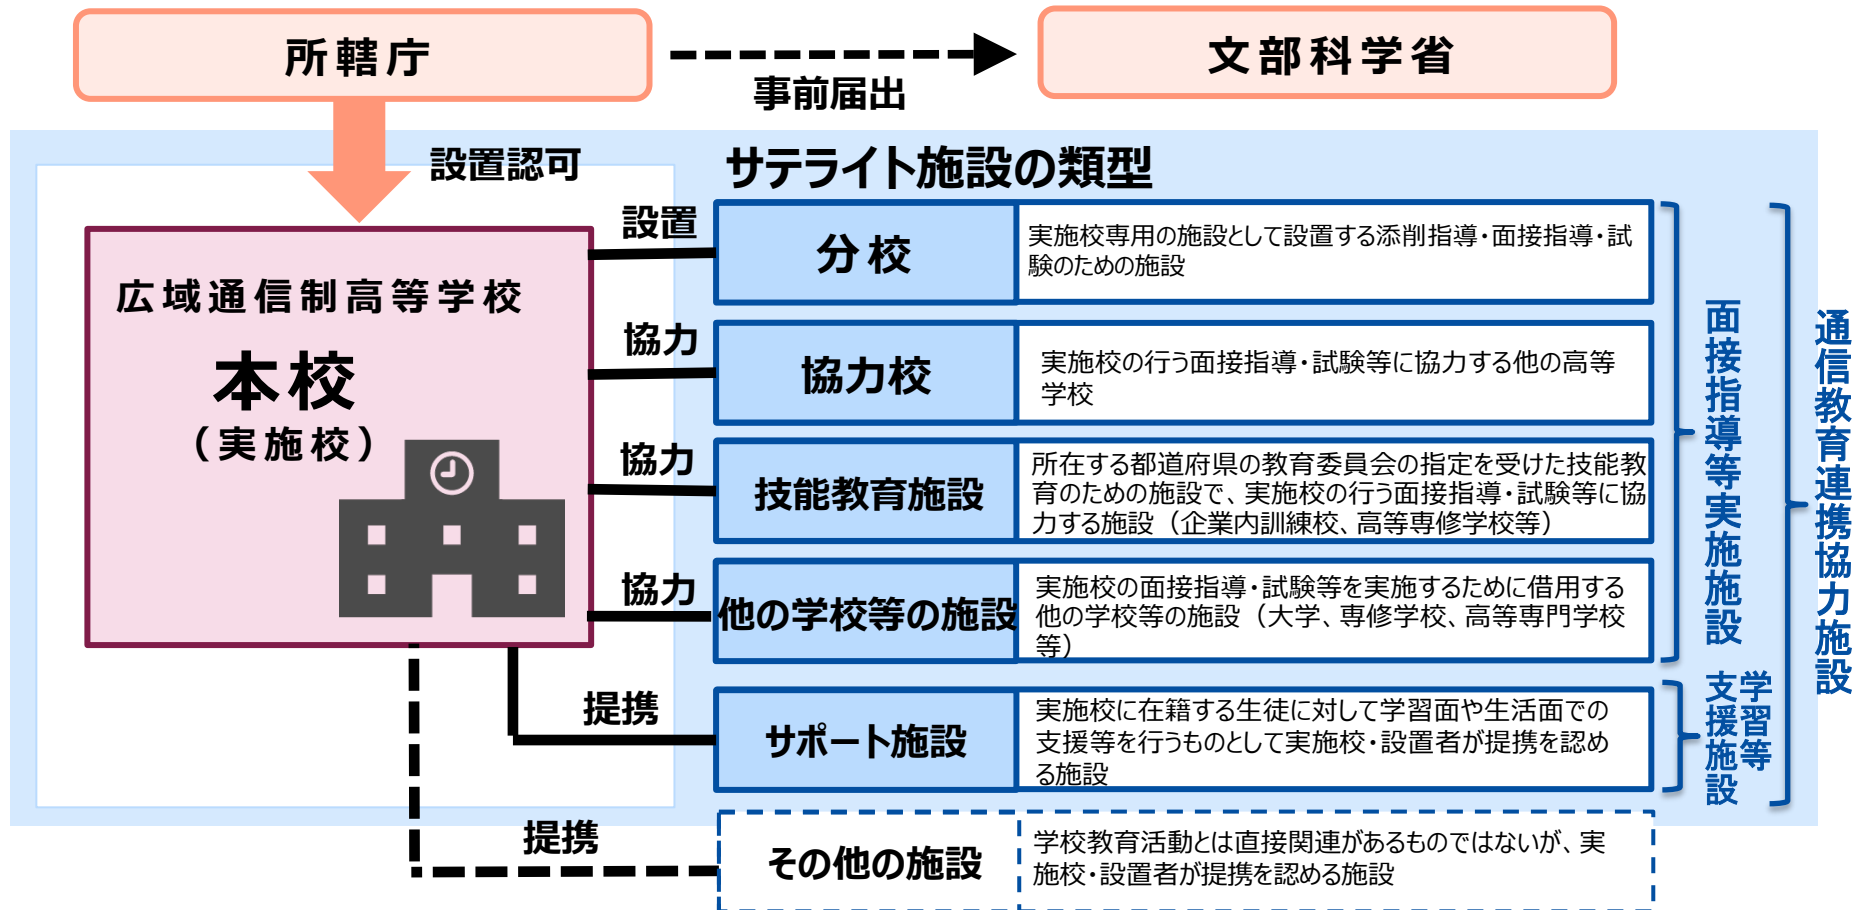 所轄庁
事前届出
文部科学省
設置認可
サテライト施設の類型
広域通信制高等学校
本校
（実施校）
設置
分校
実施校専用の施設として設置する添削指導・面接指導・試
験のための施設
協力
協力校
実施校の行う面接指導・試験等に協力する他の高等
学校
協力
技能教育施設
所在する都道府県の教育委員会の指定を受けた技能教
育のための施設で、実施校の行う面接指導・試験等に協
力する施設（企業内訓練校、高等専修学校等）
協力
他の学校等の施設
実施校の面接指導・試験等を実施するために借用する
他の学校等の施設（大学、専修学校、高等専門学校
等）
提携
サポート施設
実施校に在籍する生徒に対して学習面や生活面での
支援等を行うものとして実施校・設置者が提携を認め
る施設
提携
その他の施設
学校教育活動とは直接関連があるものではないが、実
施校・設置者が提携を認める施設
面接指導等実施施設
学習等
支援施設
通信教育連携協力施設